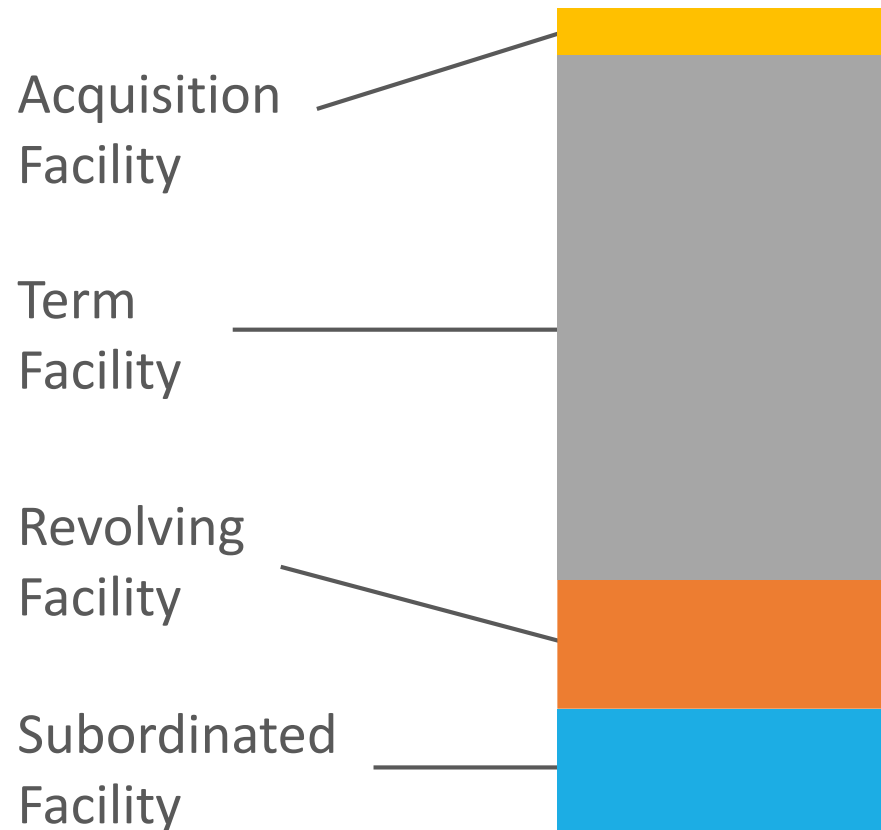 Acquisition
Facility
Term
Facility
Revolving
Facility
Subordinated
Facility